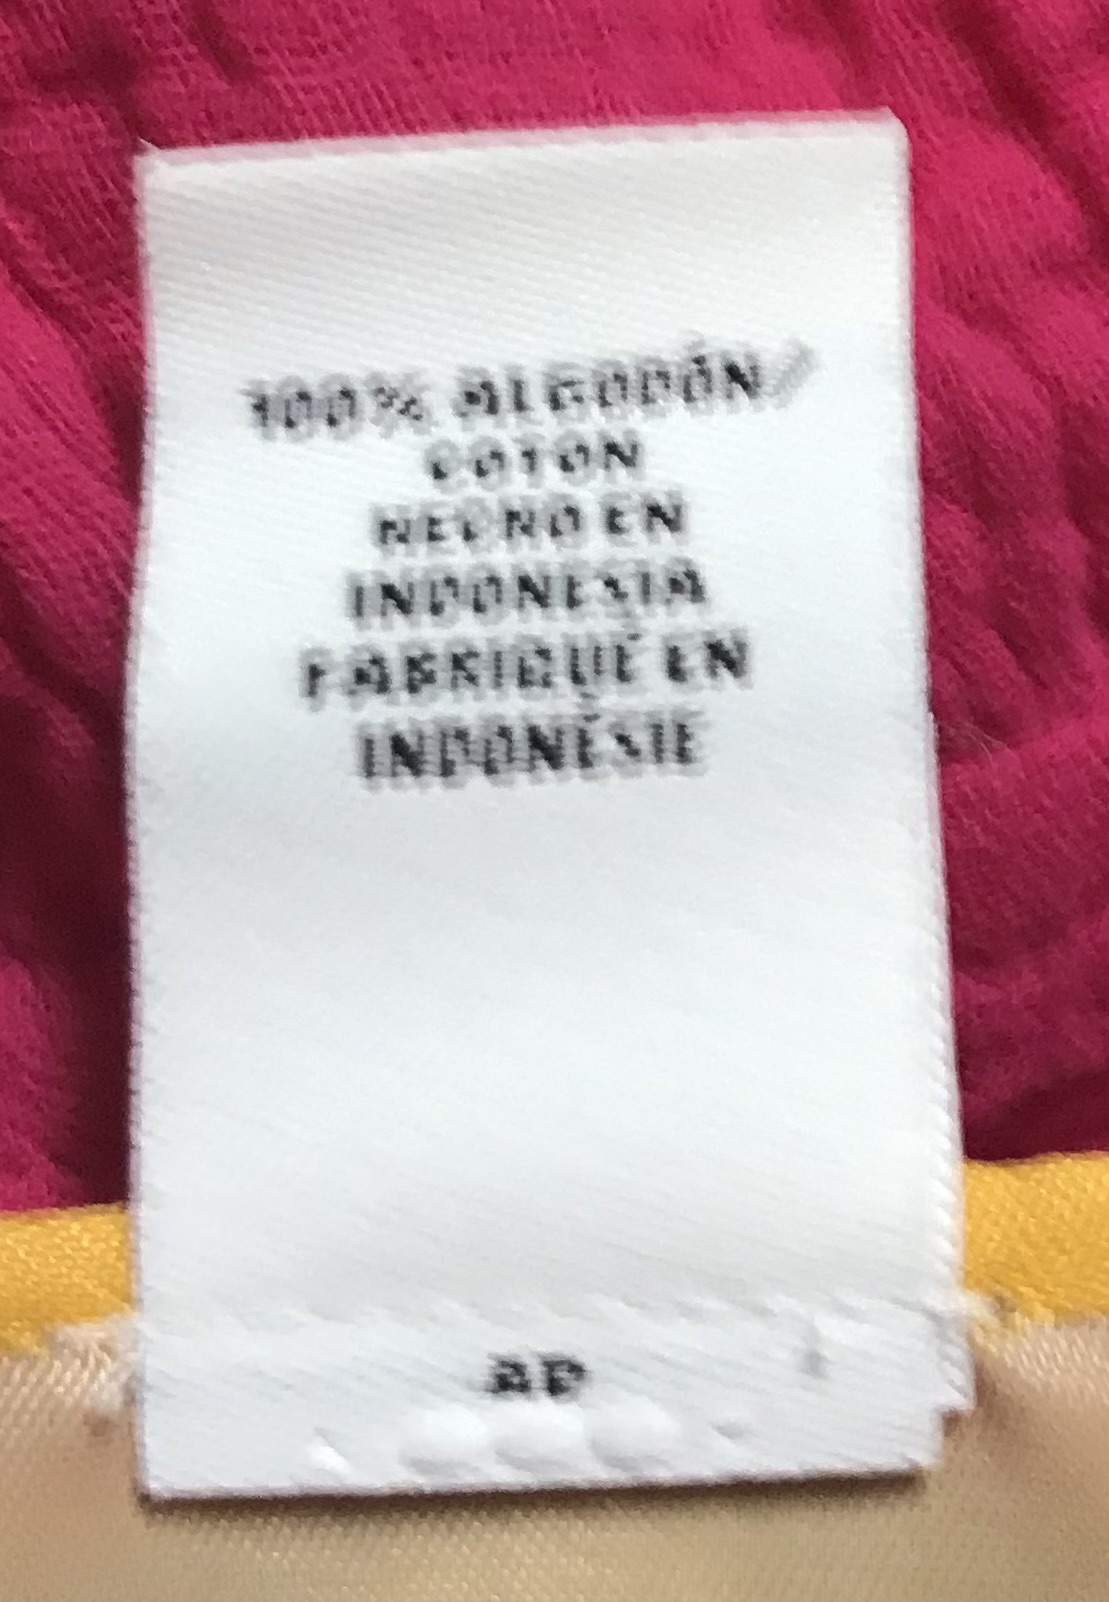 100% ALGODÓN/
COTON
HECHO EN
INDONESIA
FABRIQUÉ EN
INDONÉSIE